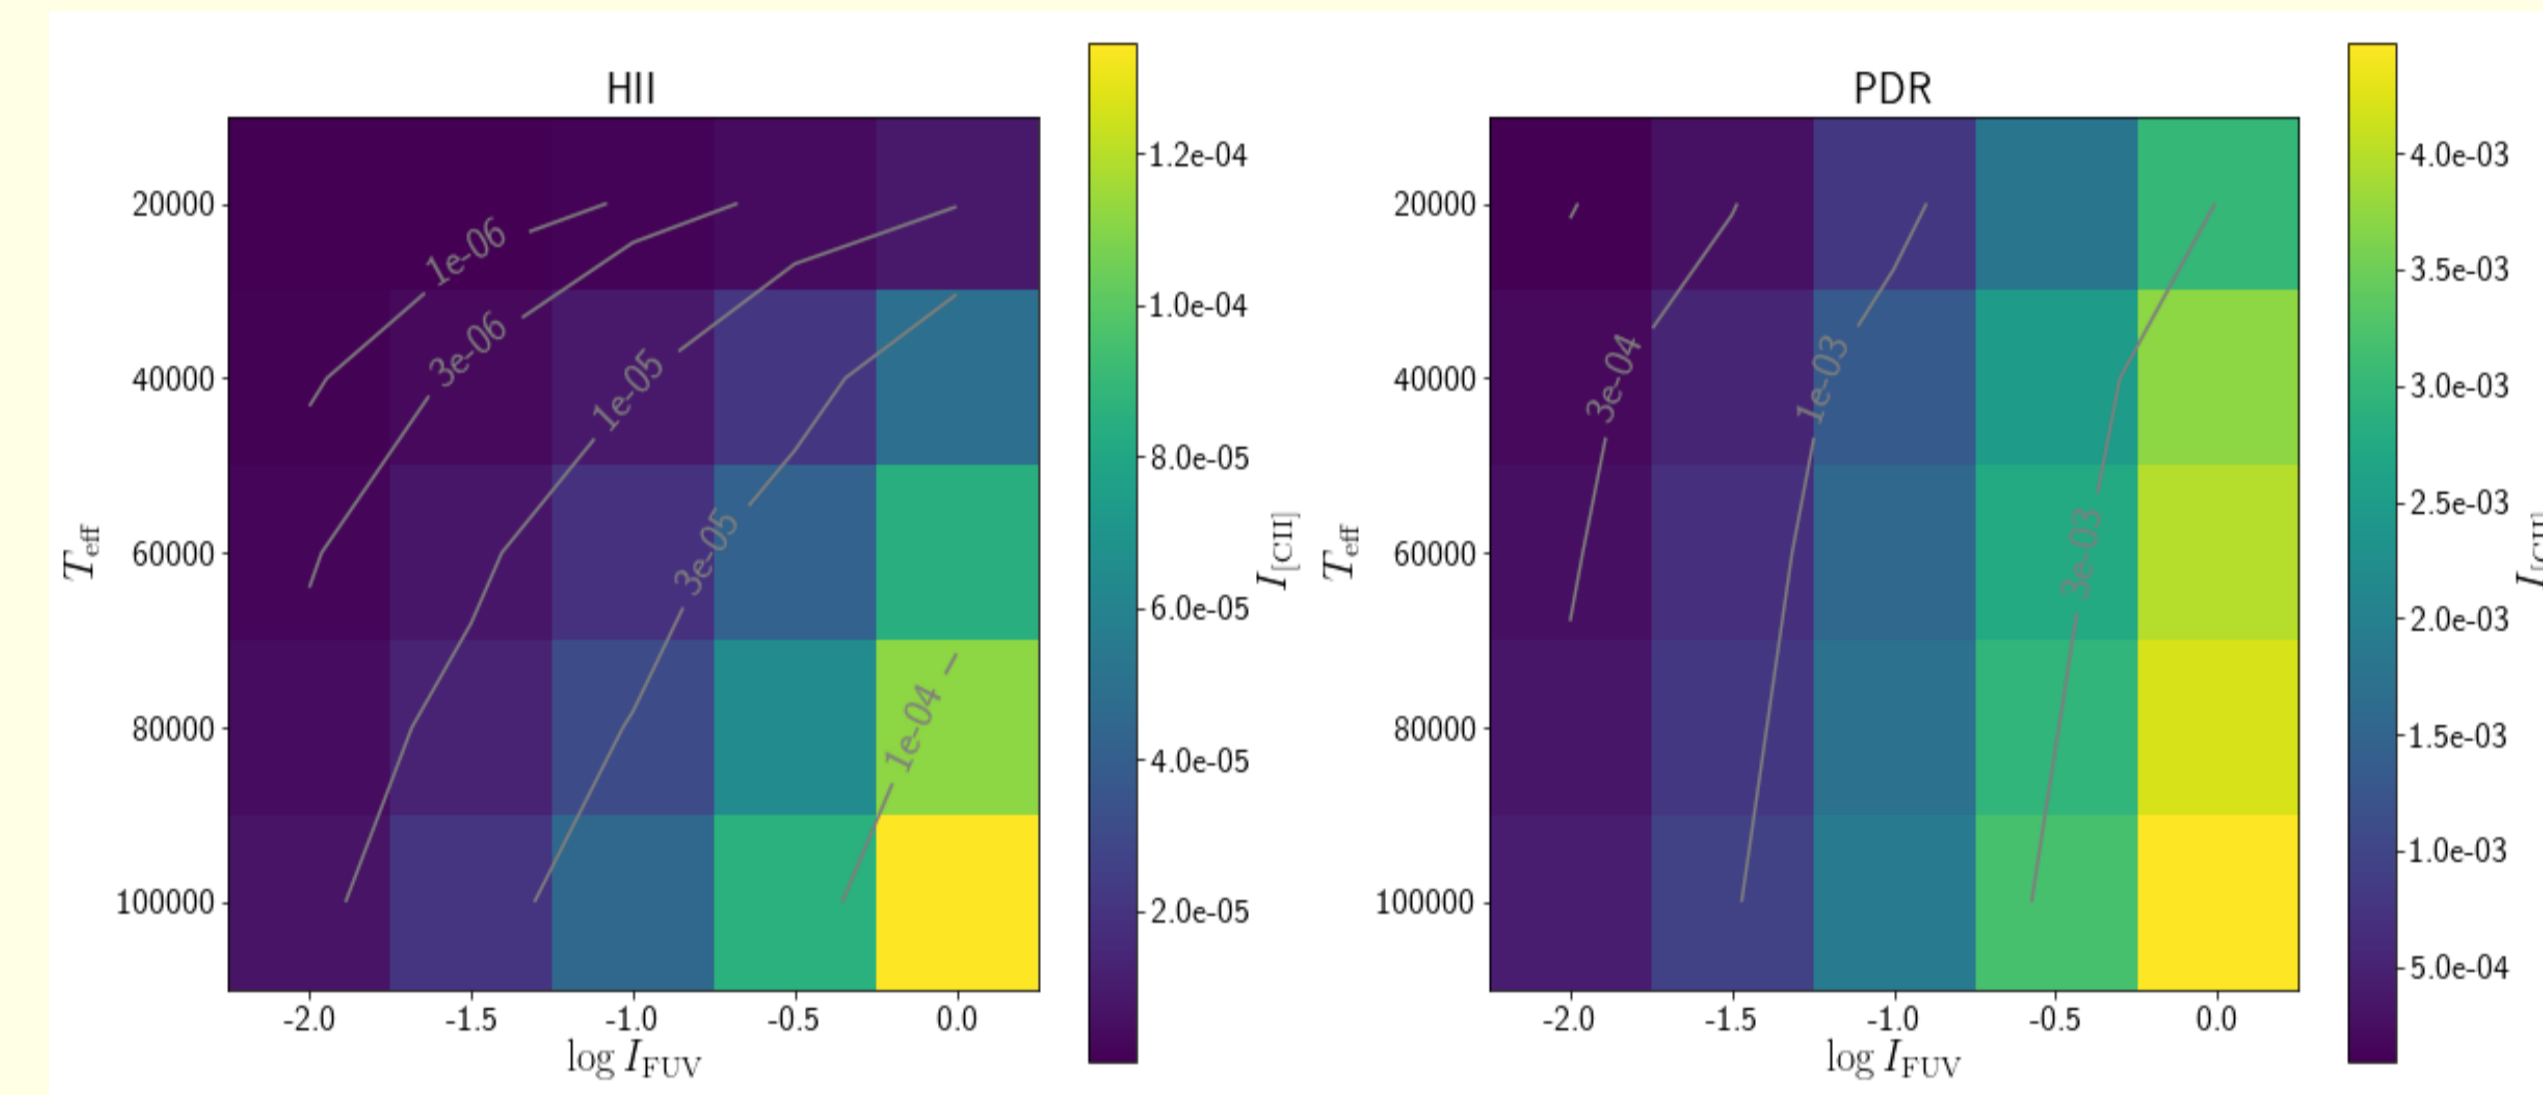 HII
20000
40000
60000
80000
100000
T_eff
1e-06
3e-06
1e-05
3e-05
1e-04
-2.0 -1.5 -1.0 -0.5 0.0
log I_FUV
1.2e-04
1.0e-04
8.0e-05
6.0e-05
4.0e-05
2.0e-05
I_[CII]
PDR
20000
40000
60000
80000
100000
T_eff
3e-04
1e-03
3e-03
-2.0 -1.5 -1.0 -0.5 0.0
log I_FUV
4.0e-03
3.5e-03
3.0e-03
2.5e-03
2.0e-03
1.5e-03
1.0e-03
5.0e-04